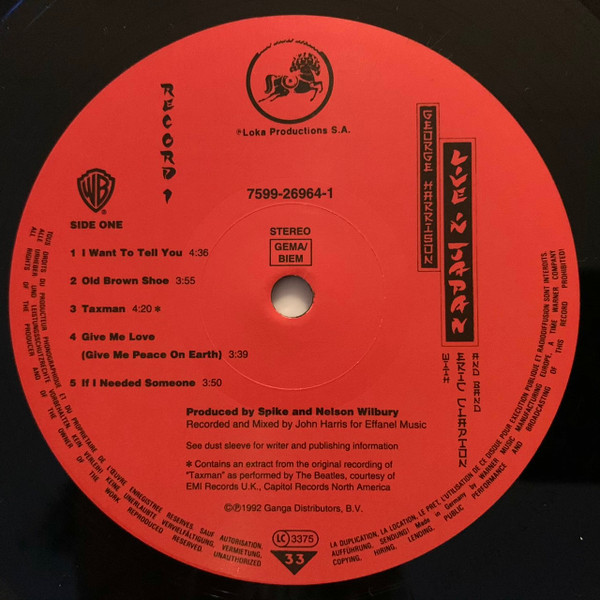 ℗Loka Productions S.A.
RECORD 1
GEORGE HARRISON
LIVE IN JAPAN
WITH
ERIC CLAPTON
AND BAND
WB
7599-26964-1
SIDE ONE
STEREO
GEMA/
BIEM
1 I Want To Tell You 4:36
2 Old Brown Shoe 3:55
3 Taxman 4:20 *
4 Give Me Love
(Give Me Peace On Earth) 3:39
5 If I Needed Someone 3:50
Produced by Spike and Nelson Wilbury
Recorded and Mixed by John Harris for Effanel Music
See dust sleeve for writer and publishing information
* Contains an extract from the original recording of
"Taxman" as performed by The Beatles, courtesy of
EMI Records U.K., Capitol Records North America
©℗1992 Ganga Distributors, B.V.
LC 3375
33
TOUS DROITS DU PRODUCTEUR PHONOGRAPHIQUE ET DU PROPRIETAIRE DE L'ŒUVRE ENREGISTREE RESERVES. SAUF AUTORISATION,
LA DUPLICATION, LA LOCATION, LE PRET, L'UTILISATION DE CE DISQUE POUR L'EXECUTION PUBLIQUE ET RADIODIFFUSION SONT INTERDITS
ALLE URHEBER UND LEISTUNGSSCHUTZRECHTE VORBEHALTEN KEIN VERLEIH! KEINE UNERLAUBTE VERVIELFÄLTIGUNG, VERMIETUNG,
AUFFÜHRUNG, SENDUNG! Made in Germany by WARNER MUSIC MANUFACTURING EUROPE, A TIME WARNER COMPANY
ALL RIGHTS OF THE PRODUCER AND OF THE OWNER OF THE WORK REPRODUCED RESERVED. UNAUTHORIZED
COPYING, HIRING, LENDING, PUBLIC PERFORMANCE AND BROADCASTING OF THIS RECORD PROHIBITED!